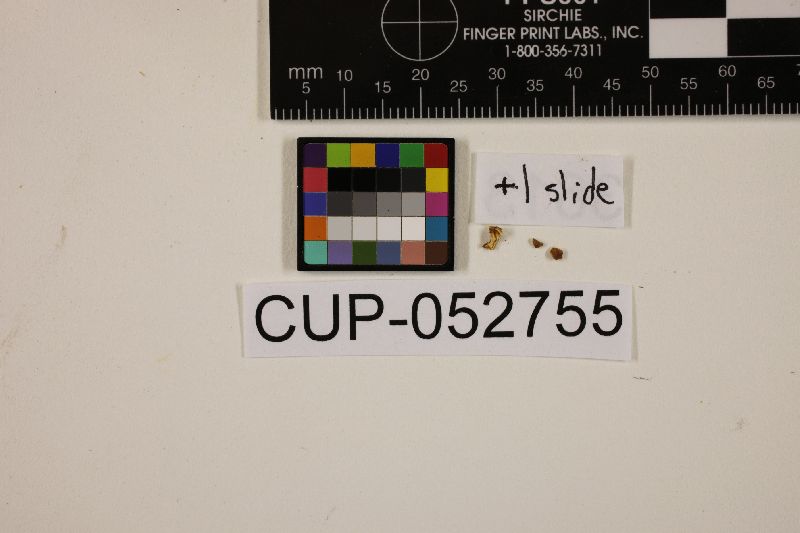 SIRCHIE
FINGER PRINT LABS., INC.
1-800-356-7311
mm 5 10 15 20 25 30 35 40 45 50 55 60 65
+1 slide
CUP-052755